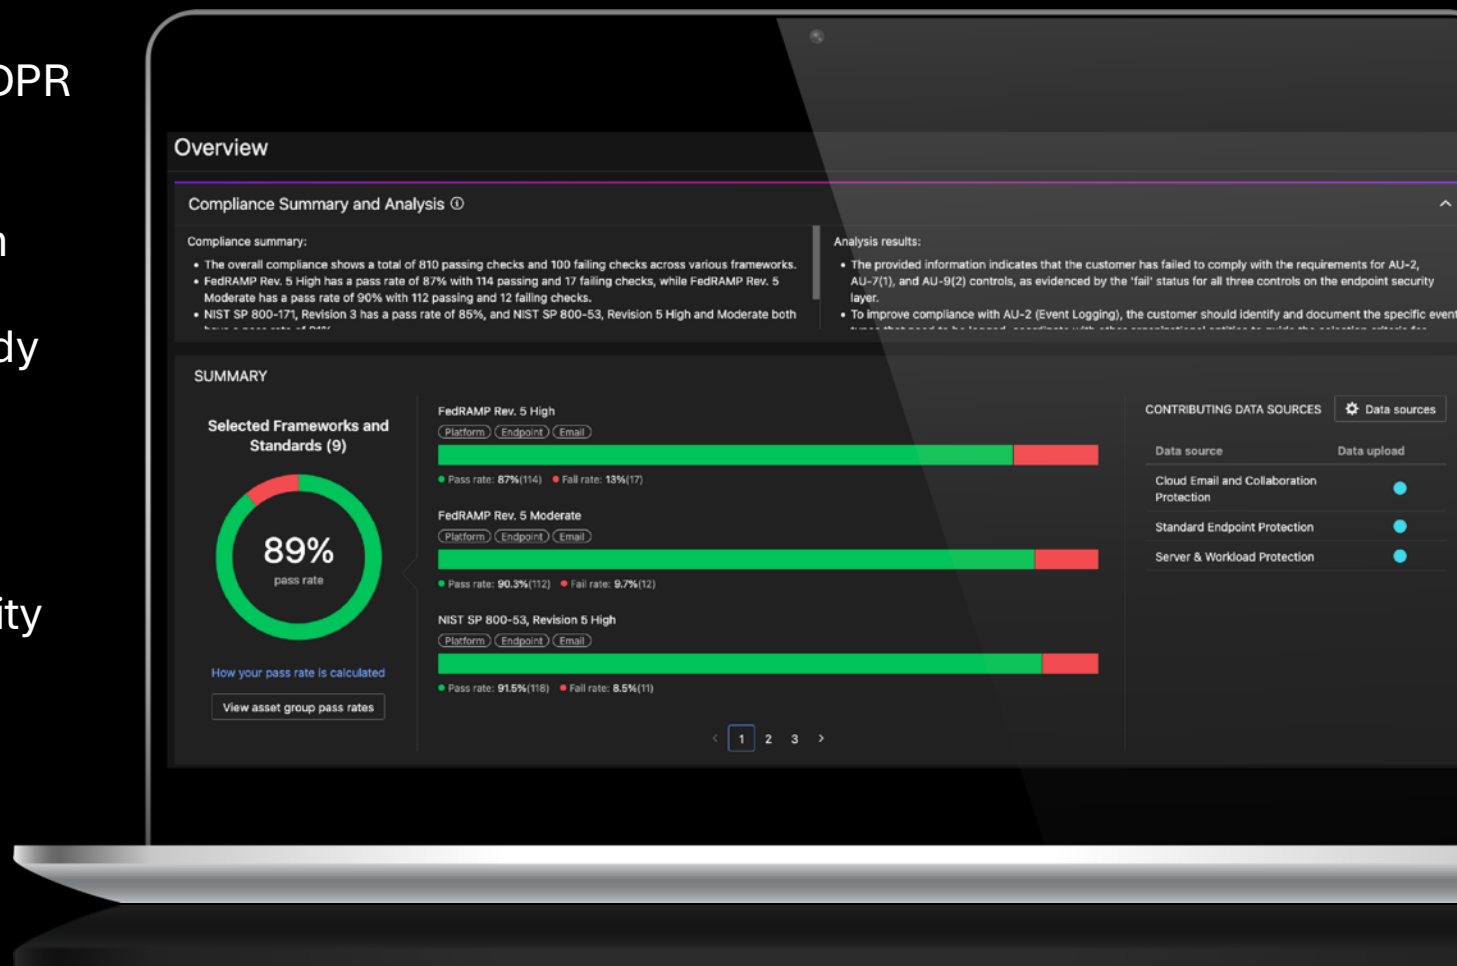 DPR
dy
ity
Overview
Compliance Summary and Analysis
Compliance summary:
• The overall compliance shows a total of 810 passing checks and 100 failing checks across various frameworks.
• FedRAMP Rev. 5 High has a pass rate of 87% with 114 passing and 17 failing checks, while FedRAMP Rev. 5
Moderate has a pass rate of 90% with 112 passing and 12 failing checks.
• NIST SP 800-171, Revision 3 has a pass rate of 85%, and NIST SP 800-53, Revision 5 High and Moderate both
Analysis results:
• The provided information indicates that the customer has failed to comply with the requirements for AU-2,
AU-7(1), and AU-9(2) controls, as evidenced by the 'fail' status for all three controls on the endpoint security
layer.
• To improve compliance with AU-2 (Event Logging), the customer should identify and document the specific event
SUMMARY
Selected Frameworks and
Standards (9)
89%
pass rate
How your pass rate is calculated
View asset group pass rates
FedRAMP Rev. 5 High
Platform Endpoint Email
Pass rate: 87%(114) Fail rate: 13%(17)
FedRAMP Rev. 5 Moderate
Platform Endpoint Email
Pass rate: 90.3%(112) Fail rate: 9.7%(12)
NIST SP 800-53, Revision 5 High
Platform Endpoint Email
Pass rate: 91.5%(118) Fail rate: 8.5%(11)
< 1 2 3 >
CONTRIBUTING DATA SOURCES Data sources
Data source Data upload
Cloud Email and Collaboration
Protection
Standard Endpoint Protection
Server & Workload Protection